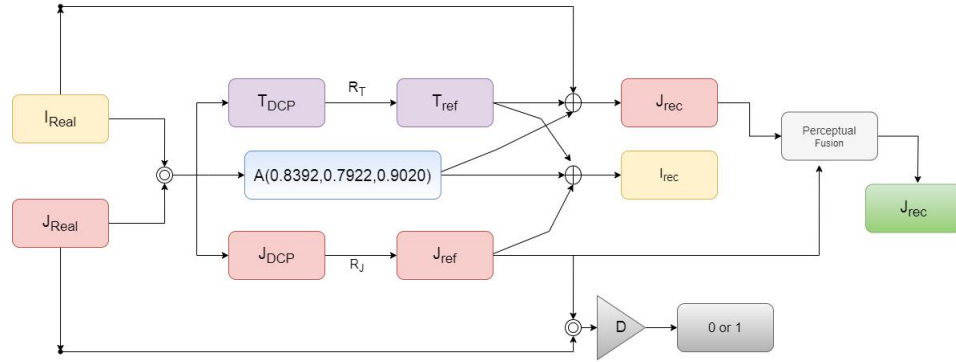 I_Real
T_DCP
R_T
T_ref
J_rec
Perceptual
Fusion
A(0.8392,0.7922,0.9020)
I_rec
J_Real
J_rec
J_DCP
R_J
J_ref
D
0 or 1